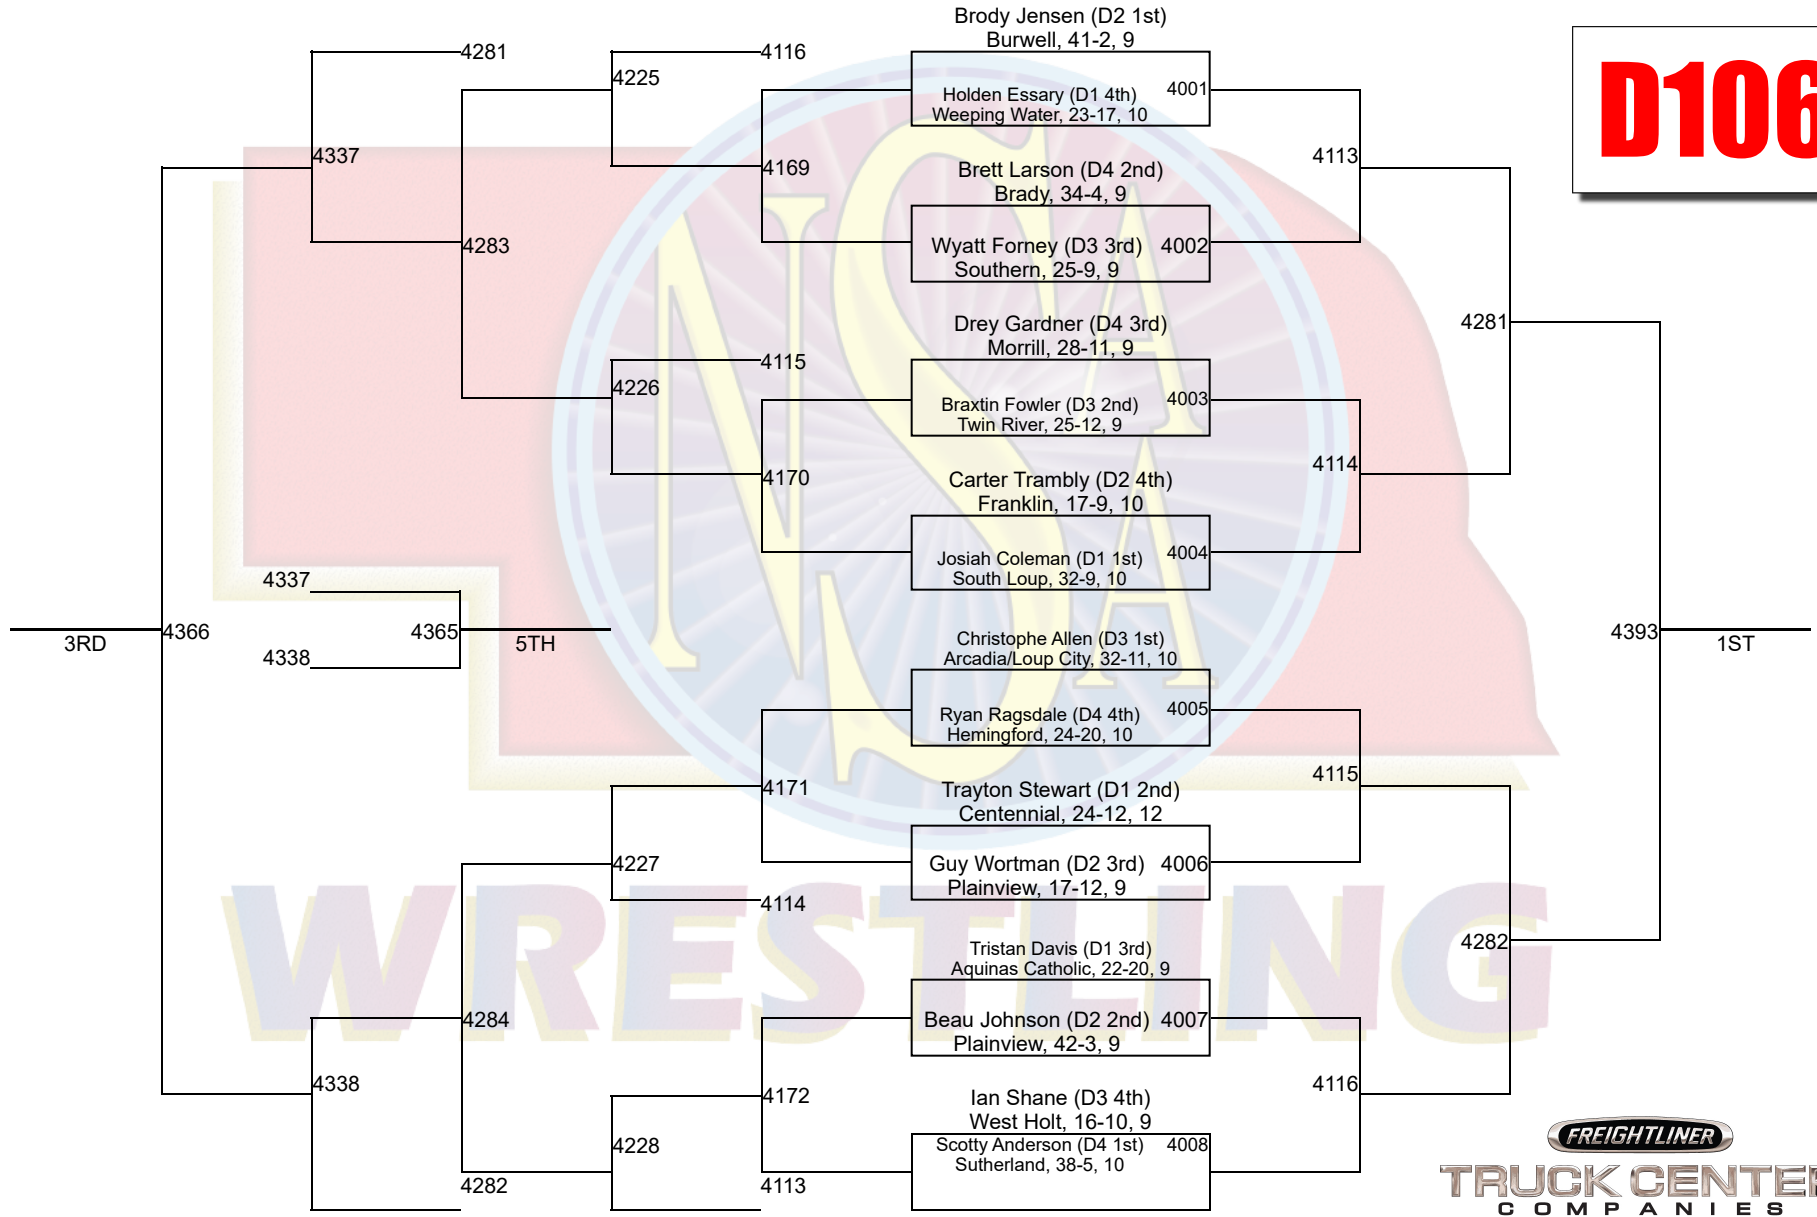 Brody Jensen (D2 1st)
Burwell, 41-2, 9
4281
4116
D106
4225
Holden Essary (D1 4th)
4001
Weeping Water, 23-17, 10
4337
4169
Brett Larson (D4 2nd)
Brady, 34-4, 9
4113
4283
Wyatt Forney (D3 3rd)
4002
Southern, 25-9, 9
Drey Gardner (D4 3rd)
Morrill, 28-11, 9
4281
4115
4226
Braxtin Fowler (D3 2nd)
4003
Twin River, 25-12, 9
4170
Carter Trambly (D2 4th)
Franklin, 17-9, 10
4114
Josiah Coleman (D1 1st)
4004
South Loup, 32-9, 10
4337
4366
3RD
4365
5TH
4338
Christophe Allen (D3 1st)
Arcadia/Loup City, 32-11, 10
4393
1ST
Ryan Ragsdale (D4 4th)
4005
Hemingford, 24-20, 10
4171
Trayton Stewart (D1 2nd)
Centennial, 24-12, 12
4115
4227
Guy Wortman (D2 3rd)
4006
Plainview, 17-12, 9
4114
Tristan Davis (D1 3rd)
Aquinas Catholic, 22-20, 9
4282
4284
Beau Johnson (D2 2nd)
4007
Plainview, 42-3, 9
4338
4172
Ian Shane (D3 4th)
West Holt, 16-10, 9
4116
4228
Scotty Anderson (D4 1st)
4008
Sutherland, 38-5, 10
4282
4113
NSAA
WRESTLING
FREIGHTLINER
TRUCK CENTER
COMPANIES